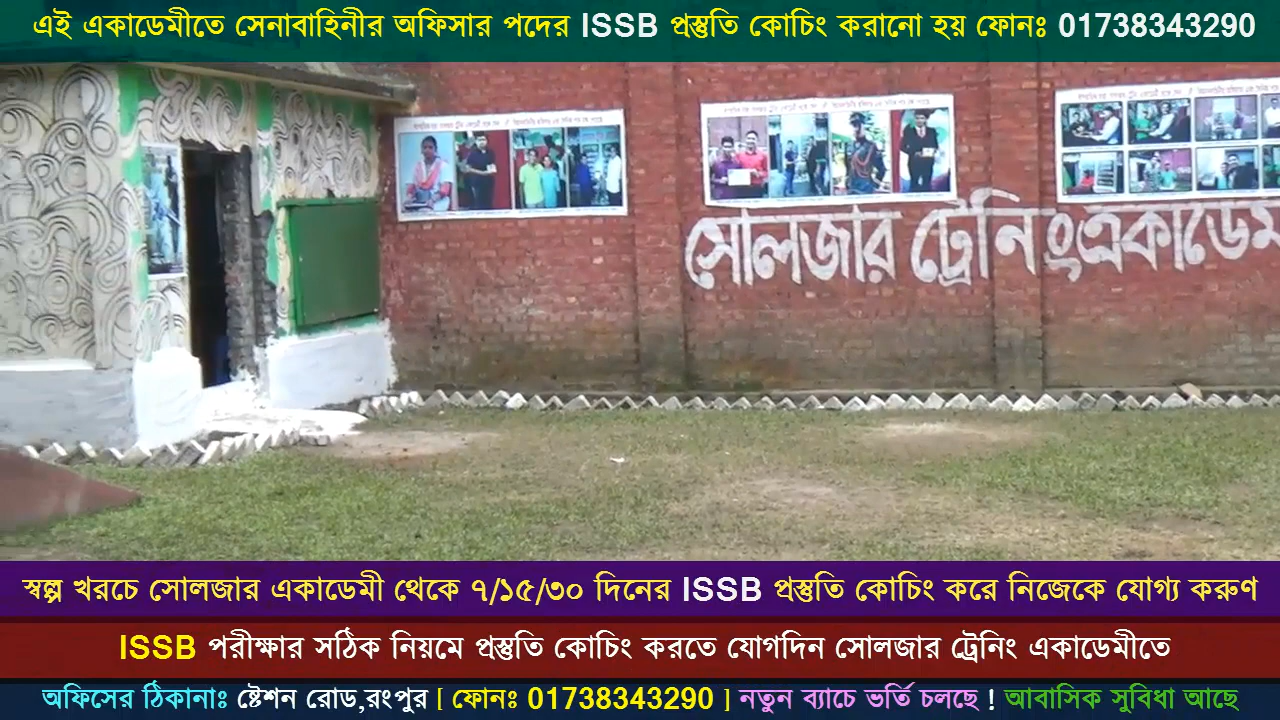 এই একাডেমীতে সেনাবাহিনীর অফিসার পদের ISSB প্রস্তুতি কোচিং করানো হয় ফোনঃ 01738343290
সোলজার ট্রেনিং একাডেম
স্বল্প খরচে সোলজার একাডেমী থেকে ৭/১৫/৩০ দিনের ISSB প্রস্তুতি কোচিং করে নিজেকে যোগ্য করুণ
ISSB পরীক্ষার সঠিক নিয়মে প্রস্তুতি কোচিং করতে যোগদিন সোলজার ট্রেনিং একাডেমীতে
অফিসের ঠিকানাঃ ষ্টেশন রোড,রংপুর [ ফোনঃ 01738343290 ] নতুন ব্যাচে ভর্তি চলছে ! আবাসিক সুবিধা আছে